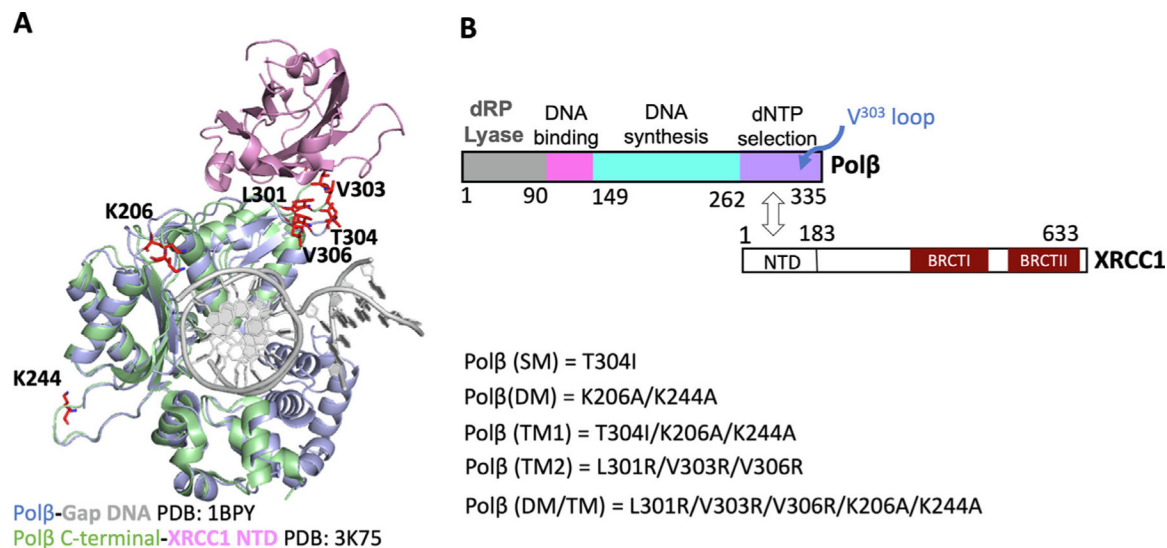 A
L301
V303
K206
T304
V306
K244
Polβ-Gap DNA PDB: 1BPY
Polβ C-terminal-XRCC1 NTD PDB: 3K75
B
V303 loop
dRP Lyase
DNA binding
DNA synthesis
dNTP selection
Polβ
1 90 149 262 335
1 183 633
NTD BRCTI BRCTII XRCC1
Polβ (SM) = T304I
Polβ(DM) = K206A/K244A
Polβ (TM1) = T304I/K206A/K244A
Polβ (TM2) = L301R/V303R/V306R
Polβ (DM/TM) = L301R/V303R/V306R/K206A/K244A